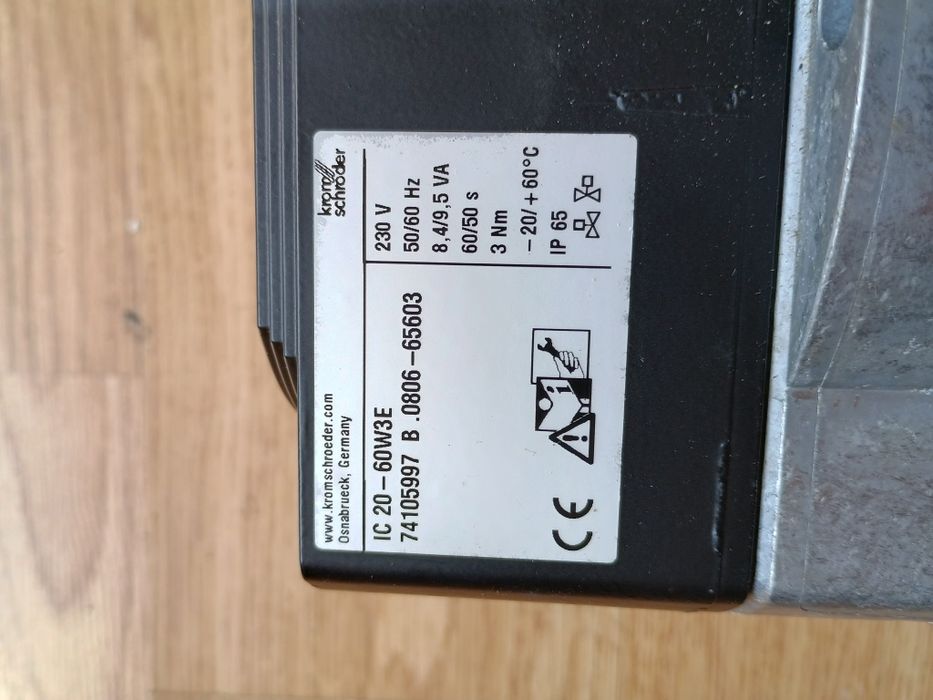 www.kromschroeder.com
Osnabrueck, Germany
krom
schröder
IC 20-60W3E
74105997 B .0806-65603
230 V
50/60 Hz
8,4/9,5 VA
60/50 s
3 Nm
-20/+60°C
IP 65
CE
i
!